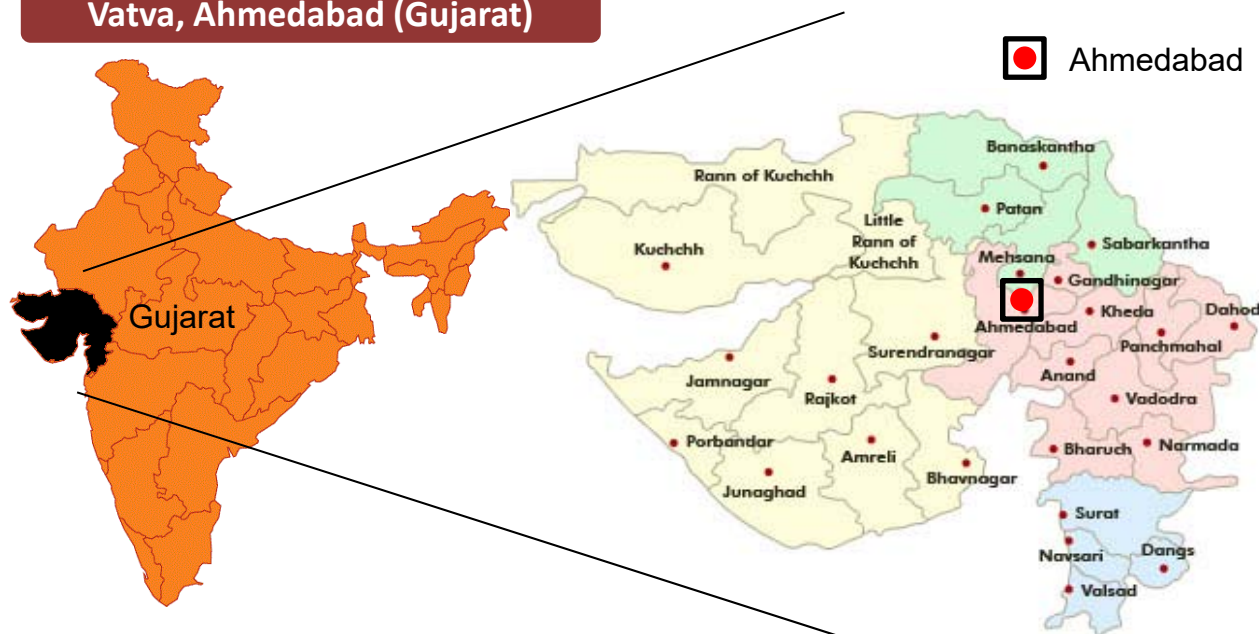 Vatva, Ahmedabad (Gujarat)
Ahmedabad
Gujarat
Banaskantha
Rann of Kuchchh
Patan
Little
Rann of
Kuchchh
Kuchchh
Sabarkantha
Mehsana
Gandhinagar
Ahmedabad
Kheda
Dahod
Panchmahal
Surendranagar
Anand
Jamnagar
Rajkot
Vadodra
Porbandar
Amreli
Bharuch
Narmada
Junaghad
Bhavnagar
Surat
Navsari
Dangs
Valsad